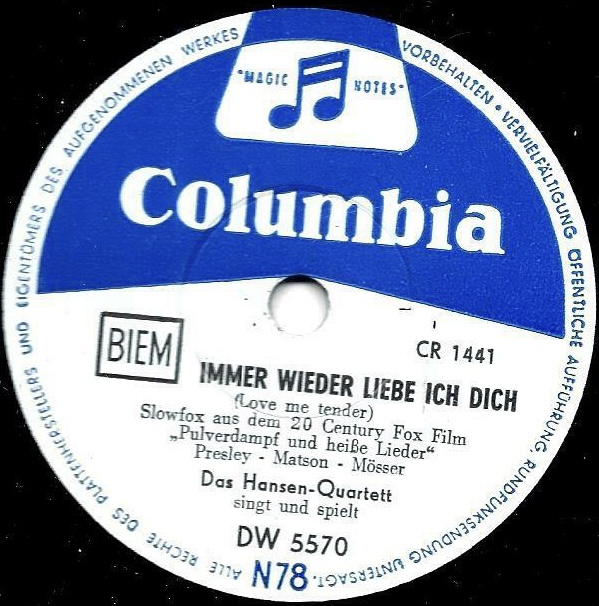 "MAGIC NOTES"
Columbia
BIEM
CR 1441
IMMER WIEDER LIEBE ICH DICH
(Love me tender)
Slowfox aus dem 20 Century Fox Film
„Pulverdampf und heiße Lieder“
Presley - Matson - Mösser
Das Hansen-Quartett
singt und spielt
DW 5570
N78
ALLE RECHTE DES PLATTENHERSTELLERS UND EIGENTÜMERS DES AUFGENOMMENEN WERKES VORBEHALTEN • VERVIELFÄLTIGUNG ÖFFENTLICHE AUFFÜHRUNG, RUNDFUNKSENDUNG UNTERSAGT.